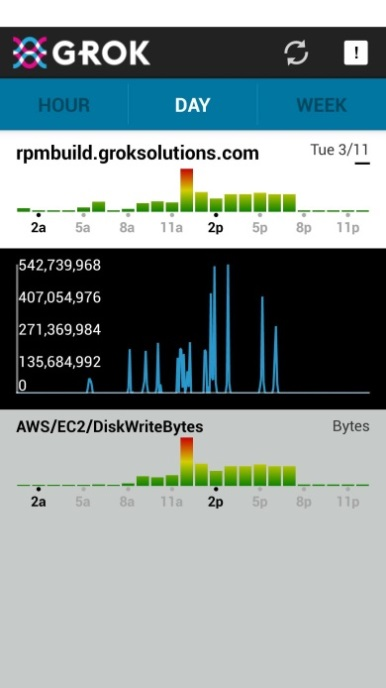 GROK
!
HOUR DAY WEEK
rpmbuild.groksolutions.com Tue 3/11
2a 5a 8a 11a 2p 5p 8p 11p
542,739,968
407,054,976
271,369,984
135,684,992
0
AWS/EC2/DiskWriteBytes Bytes
2a 5a 8a 11a 2p 5p 8p 11p